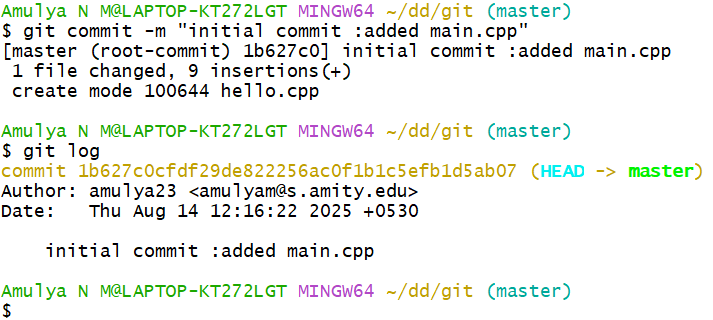 Amulya N M@LAPTOP-KT272LGT MINGW64 ~/dd/git (master)
$ git commit -m "initial commit :added main.cpp"
[master (root-commit) 1b627c0] initial commit :added main.cpp
 1 file changed, 9 insertions(+)
 create mode 100644 hello.cpp

Amulya N M@LAPTOP-KT272LGT MINGW64 ~/dd/git (master)
$ git log
commit 1b627c0cfdf29de822256ac0f1b1c5efb1d5ab07 (HEAD -> master)
Author: amulya23 <amulyam@s.amity.edu>
Date:   Thu Aug 14 12:16:22 2025 +0530

    initial commit :added main.cpp

Amulya N M@LAPTOP-KT272LGT MINGW64 ~/dd/git (master)
$